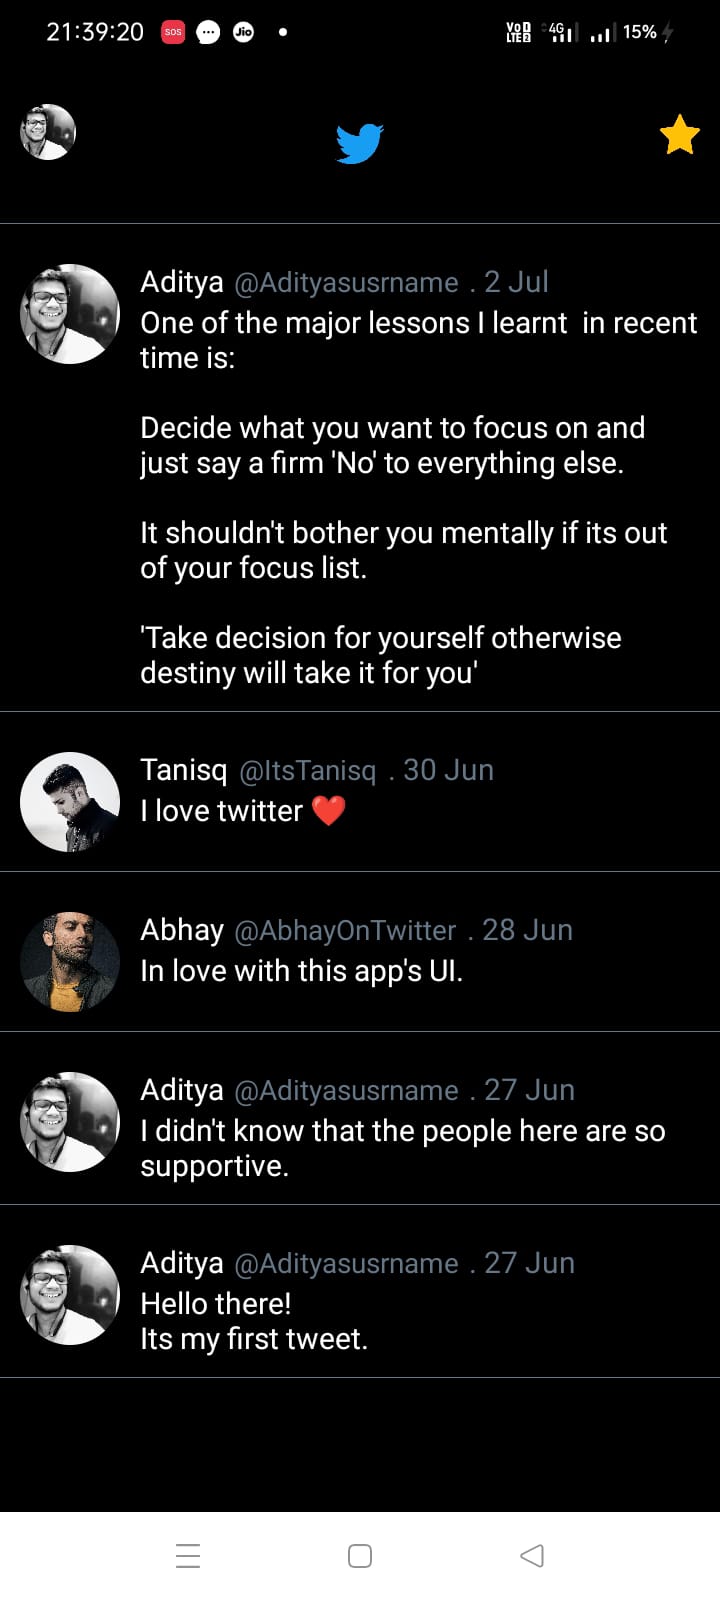 21:39:20 SOS Jio VoD LTE2 4G 15%
Aditya @Adityasusrname . 2 Jul
One of the major lessons I learnt  in recent
time is:
Decide what you want to focus on and
just say a firm 'No' to everything else.
It shouldn't bother you mentally if its out
of your focus list.
'Take decision for yourself otherwise
destiny will take it for you'
Tanisq @ItsTanisq . 30 Jun
I love twitter ❤️
Abhay @AbhayOnTwitter . 28 Jun
In love with this app's UI.
Aditya @Adityasusrname . 27 Jun
I didn't know that the people here are so
supportive.
Aditya @Adityasusrname . 27 Jun
Hello there!
Its my first tweet.